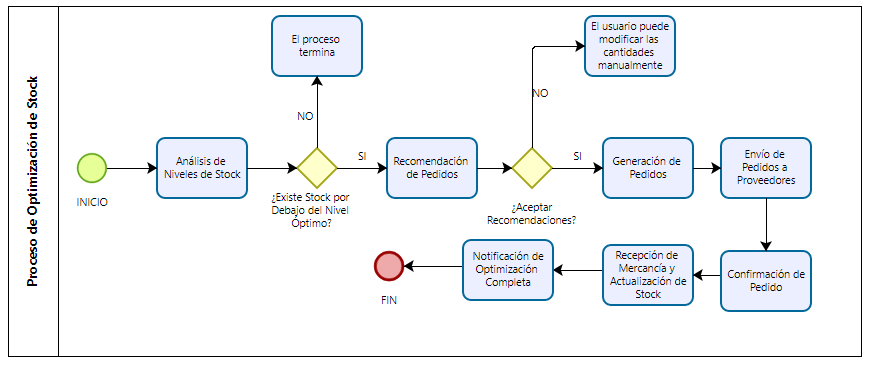 Proceso de Optimización de Stock
El proceso
termina
El usuario puede
modificar las
cantidades
manualmente
NO
NO
INICIO
Análisis de
Niveles de Stock
¿Existe Stock por
Debajo del Nivel
Óptimo?
SI
Recomendación
de Pedidos
¿Aceptar
Recomendaciones?
SI
Generación de
Pedidos
Envío de
Pedidos a
Proveedores
Confirmación de
Pedido
Recepción de
Mercancía y
Actualización de
Stock
Notificación de
Optimización
Completa
FIN